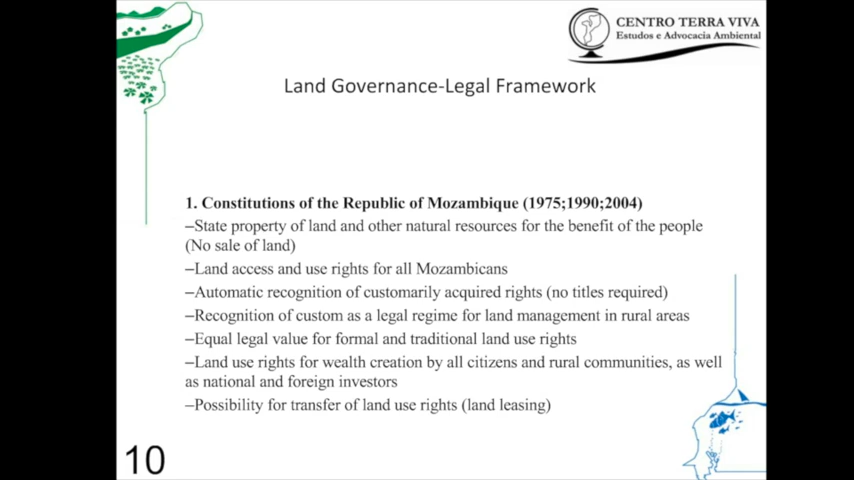 CENTRO TERRA VIVA
Estudos e Advocacia Ambiental
Land Governance-Legal Framework
1. Constitutions of the Republic of Mozambique (1975;1990;2004)
–State property of land and other natural resources for the benefit of the people
(No sale of land)
–Land access and use rights for all Mozambicans
–Automatic recognition of customarily acquired rights (no titles required)
–Recognition of custom as a legal regime for land management in rural areas
–Equal legal value for formal and traditional land use rights
–Land use rights for wealth creation by all citizens and rural communities, as well
as national and foreign investors
–Possibility for transfer of land use rights (land leasing)
10